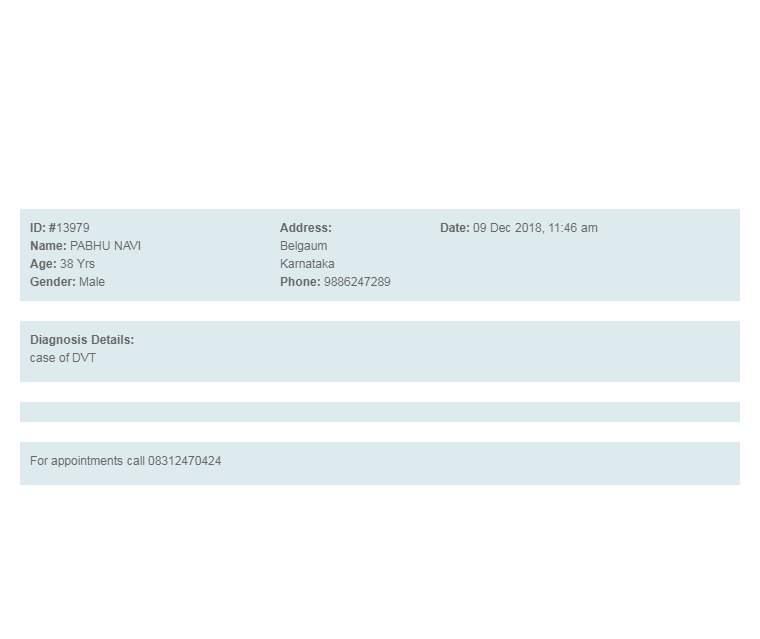 ID: #13979
Name: PABHU NAVI
Age: 38 Yrs
Gender: Male
Address:
Belgaum
Karnataka
Phone: 9886247289
Date: 09 Dec 2018, 11:46 am
Diagnosis Details:
case of DVT
For appointments call 08312470424